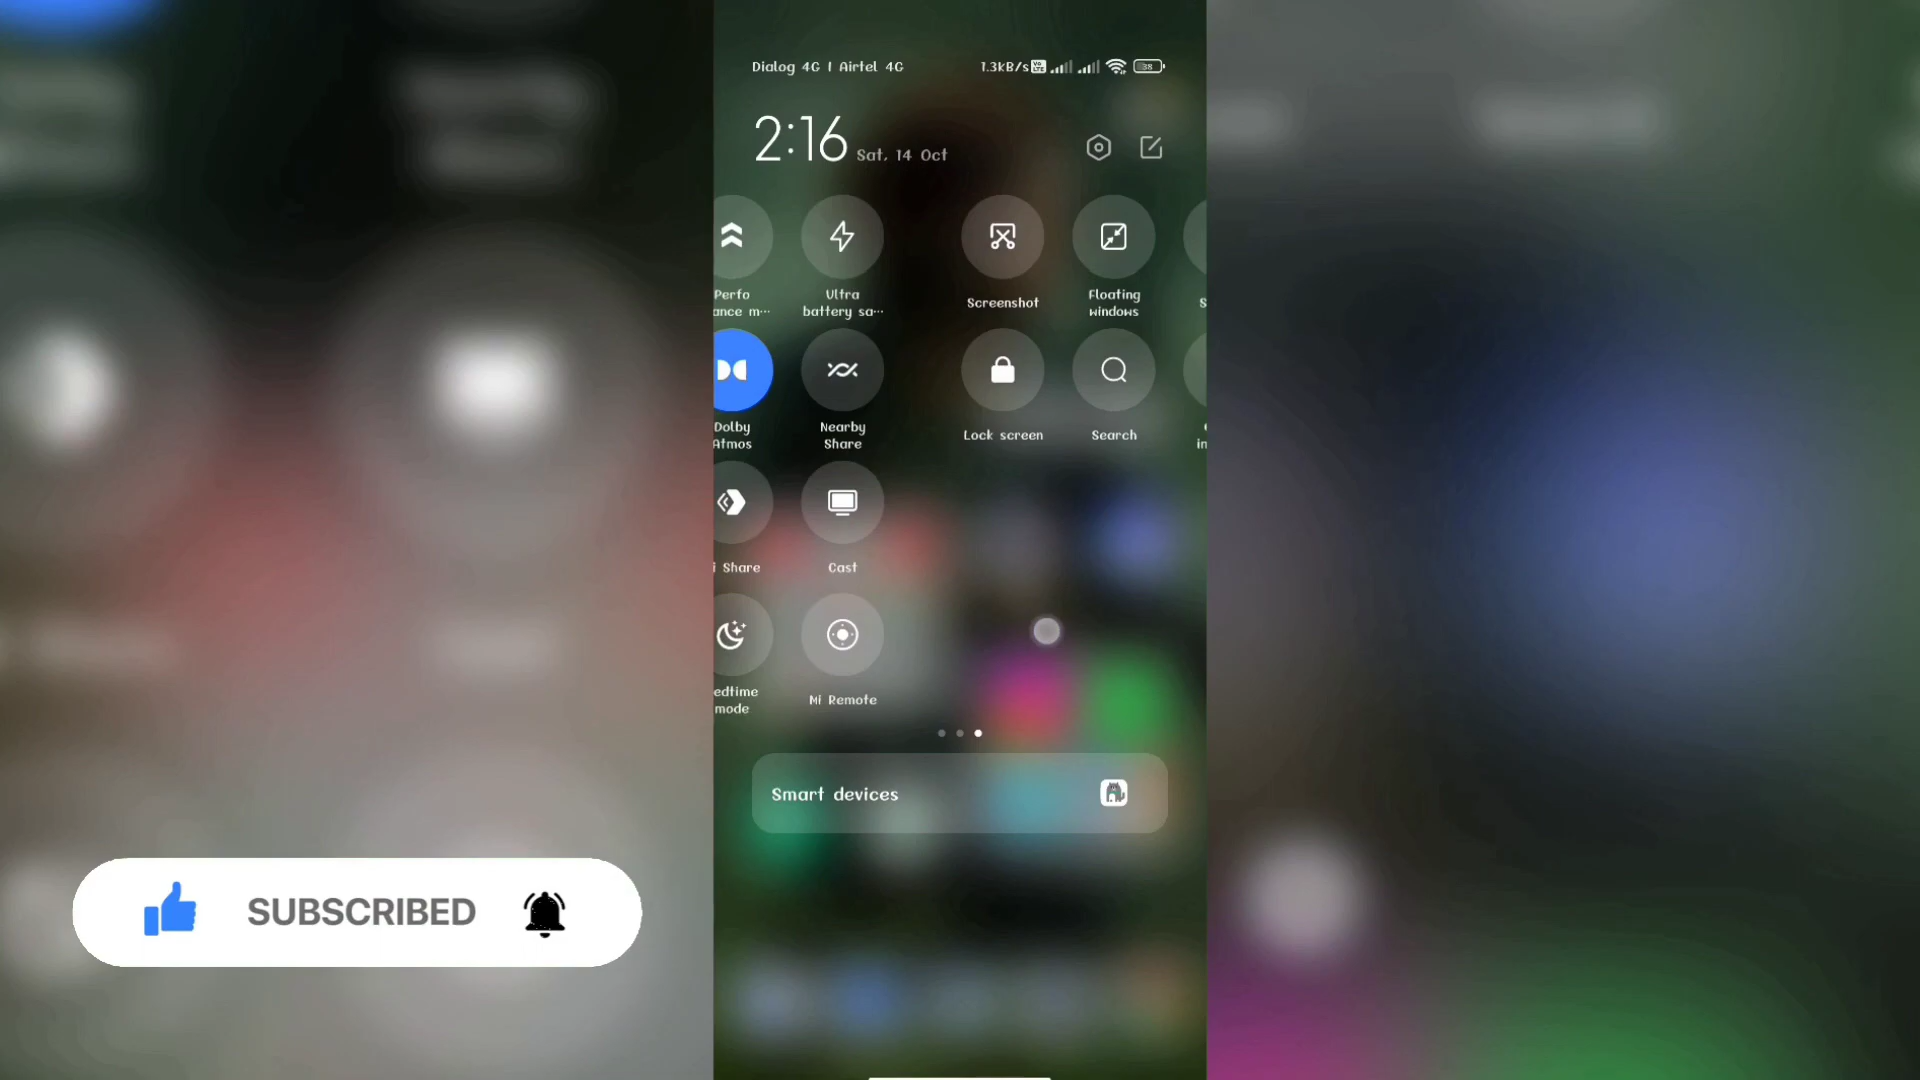 Dialog 4G | Airtel 4G
1.3kB/s
38
2:16 Sat, 14 Oct
Perfo
ance m...
Ultra
battery sa...
Screenshot
Floating
windows
Dolby
Atmos
Nearby
Share
Lock screen
Search
i Share
Cast
edtime
mode
Mi Remote
Smart devices
SUBSCRIBED